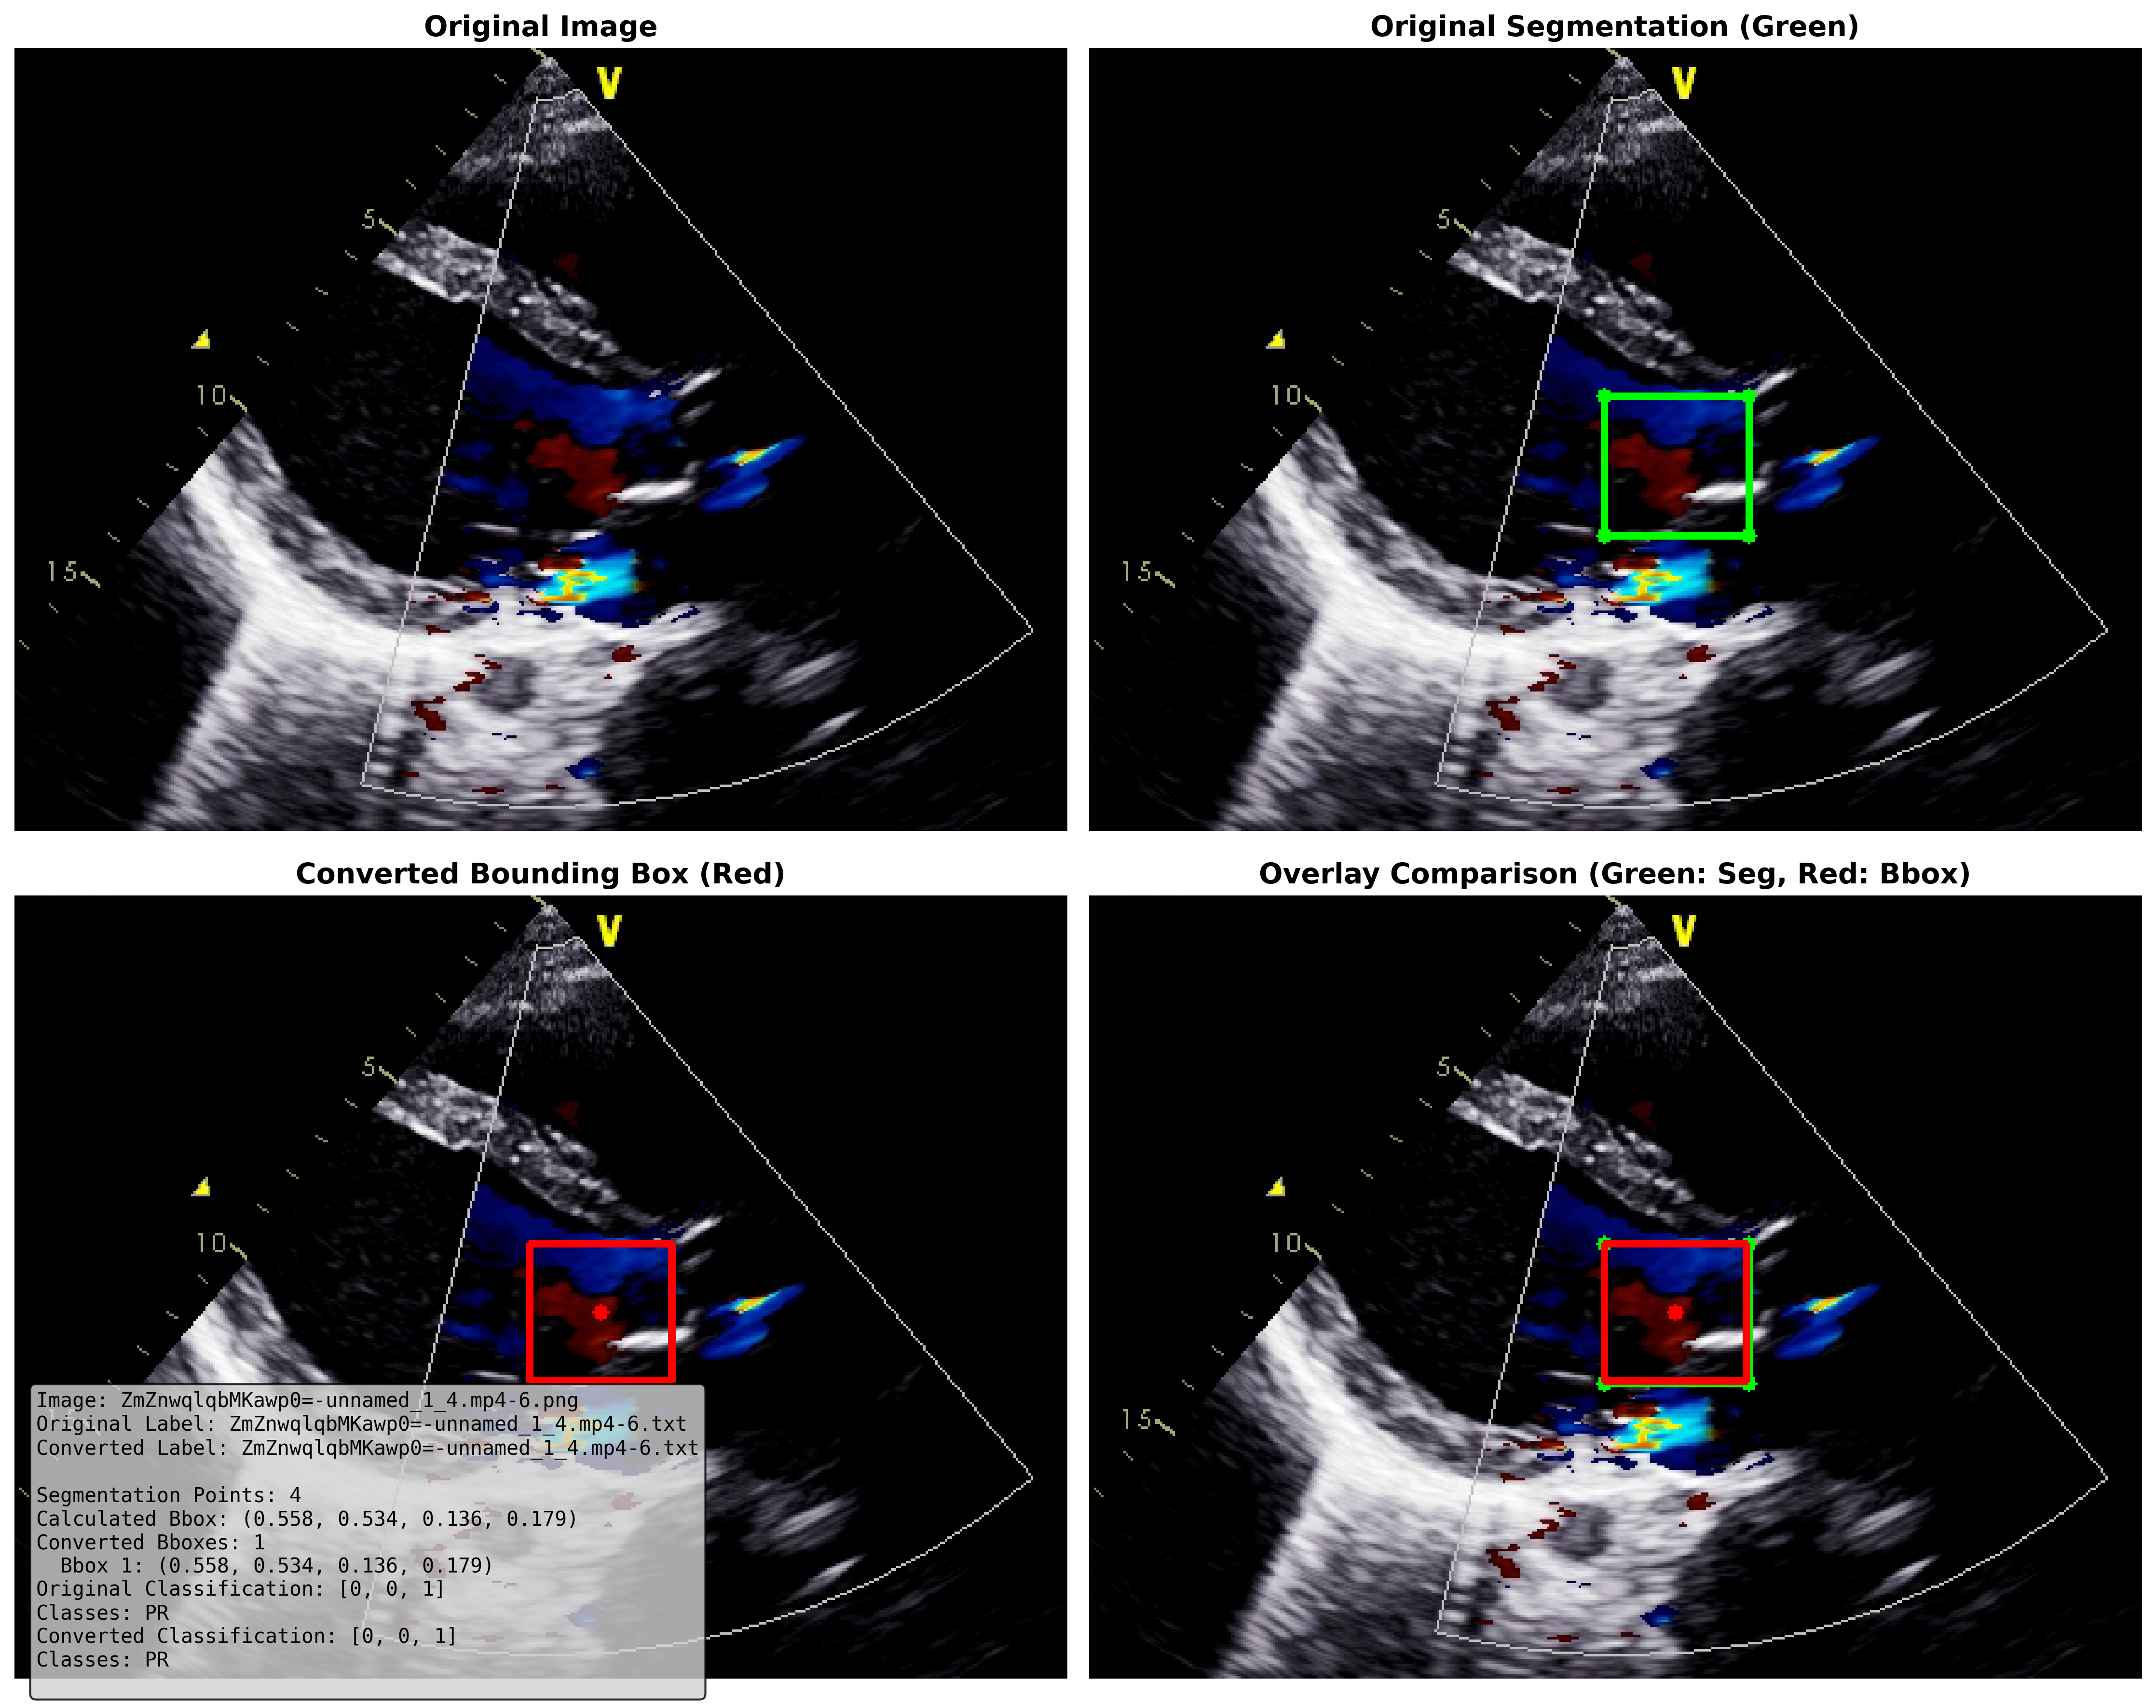 Original Image
Original Segmentation (Green)
V
5
10
15
V
5
10
15
Converted Bounding Box (Red)
Overlay Comparison (Green: Seg, Red: Bbox)
V
5
10
V
5
10
15
Image: ZmZnwqlqbMKawp0=-unnamed_1_4.mp4-6.png
Original Label: ZmZnwqlqbMKawp0=-unnamed_1_4.mp4-6.txt
Converted Label: ZmZnwqlqbMKawp0=-unnamed_1_4.mp4-6.txt
Segmentation Points: 4
Calculated Bbox: (0.558, 0.534, 0.136, 0.179)
Converted Bboxes: 1
Bbox 1: (0.558, 0.534, 0.136, 0.179)
Original Classification: [0, 0, 1]
Classes: PR
Converted Classification: [0, 0, 1]
Classes: PR